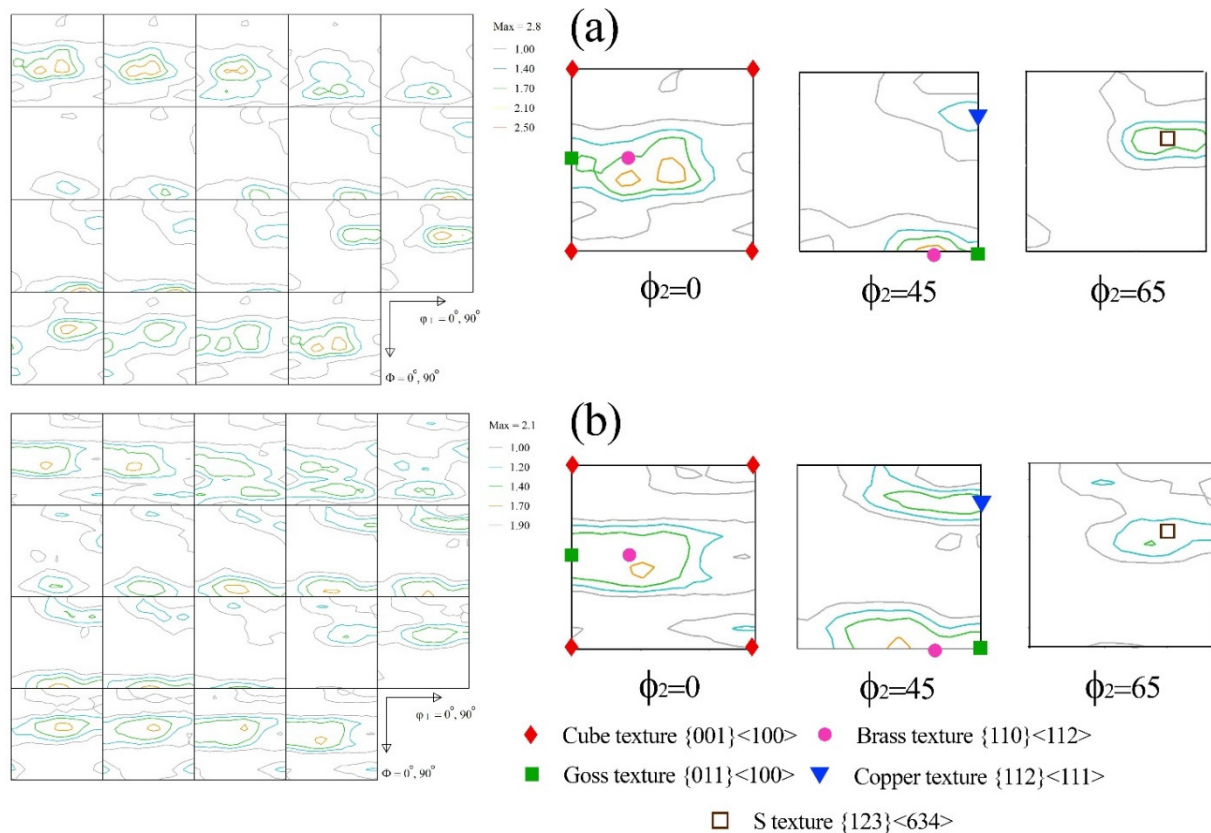 Max = 2.8
1.00
1.40
1.70
2.10
2.50
φ₁ = 0°, 90°
Φ = 0°, 90°
(a)
ϕ₂=0
ϕ₂=45
ϕ₂=65
Max = 2.1
1.00
1.20
1.40
1.70
1.90
φ₁ = 0°, 90°
Φ = 0°, 90°
(b)
ϕ₂=0
ϕ₂=45
ϕ₂=65
Cube texture {001}<100>
Brass texture {110}<112>
Goss texture {011}<100>
Copper texture {112}<111>
S texture {123}<634>